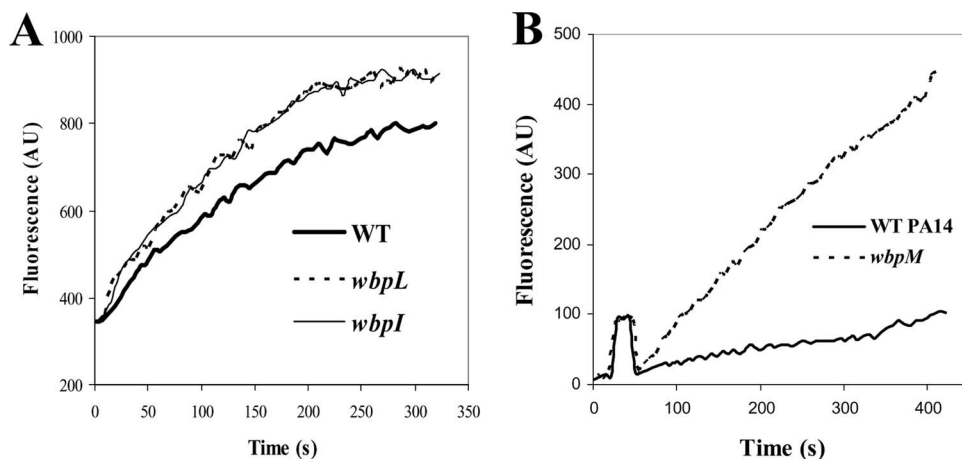 A
Fluorescence (AU)
1000
800
600
400
200
WT
wbpL
wbpI
0 50 100 150 200 250 300 350
Time (s)
B
Fluorescence (AU)
500
400
300
200
100
0
WT PA14
wbpM
0 100 200 300 400
Time (s)